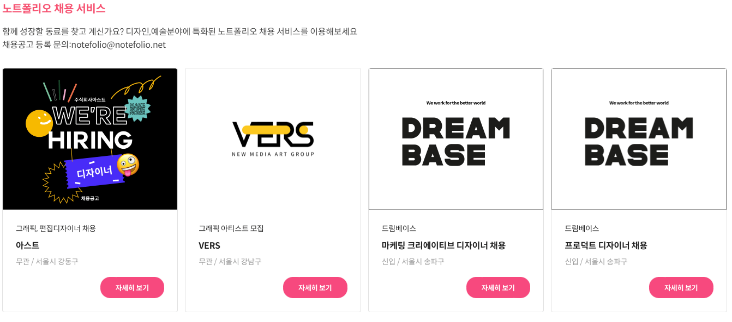 노트폴리오 채용 서비스
함께 성장할 동료를 찾고 계신가요? 디자인,예술분야에 특화된 노트폴리오 채용 서비스를 이용해보세요
채용공고 등록 문의:notefolio@notefolio.net
주식회사아스트
WE'RE
HIRING
디자이너
채용공고
그래픽, 편집디자이너 채용
아스트
무관 / 서울시 강동구
자세히 보기
VERS
NEW MEDIA ART GROUP
그래픽 아티스트 모집
VERS
무관 / 서울시 강남구
자세히 보기
We work for the better world
DREAM
BASE
드림베이스
마케팅 크리에이티브 디자이너 채용
신입 / 서울시 송파구
자세히 보기
We work for the better world
DREAM
BASE
드림베이스
프로덕트 디자이너 채용
신입 / 서울시 송파구
자세히 보기